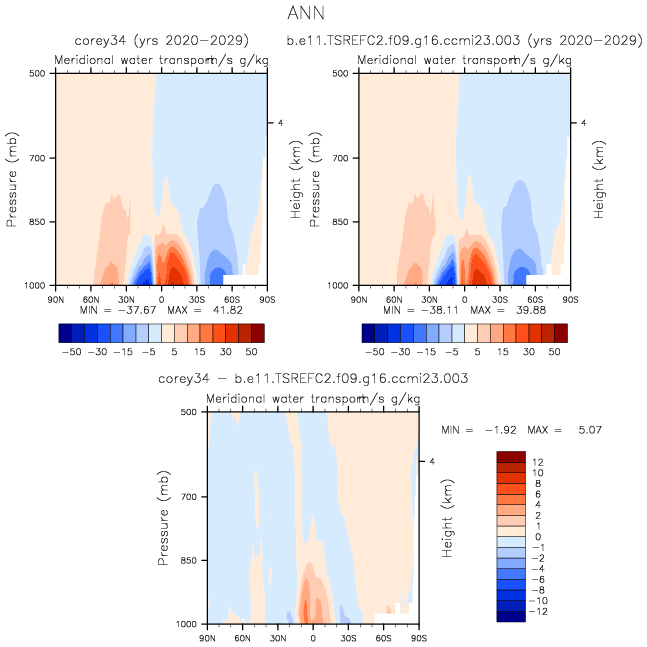 ANN
corey34 (yrs 2020-2029)
b.e11.TSREFC2.f09.g16.ccmi23.003 (yrs 2020-2029)
Meridional water transport m/s g/kg
Meridional water transport m/s g/kg
500
700
850
1000
Pressure (mb)
4
Height (km)
90N 60N 30N 0 30S 60S 90S
MIN = -37.67 MAX = 41.82
-50 -30 -15 -5 5 15 30 50
500
700
850
1000
Pressure (mb)
4
Height (km)
90N 60N 30N 0 30S 60S 90S
MIN = -38.11 MAX = 39.88
-50 -30 -15 -5 5 15 30 50
corey34 - b.e11.TSREFC2.f09.g16.ccmi23.003
Meridional water transport m/s g/kg
500
700
850
1000
Pressure (mb)
4
Height (km)
90N 60N 30N 0 30S 60S 90S
MIN = -1.92 MAX = 5.07
12
10
8
6
4
2
1
0
-1
-2
-4
-6
-8
-10
-12